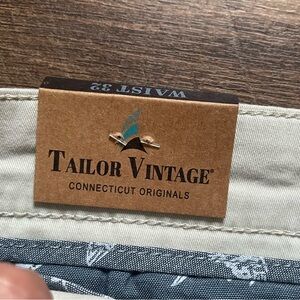 WAIST 32
TAILOR VINTAGE®
CONNECTICUT ORIGINALS